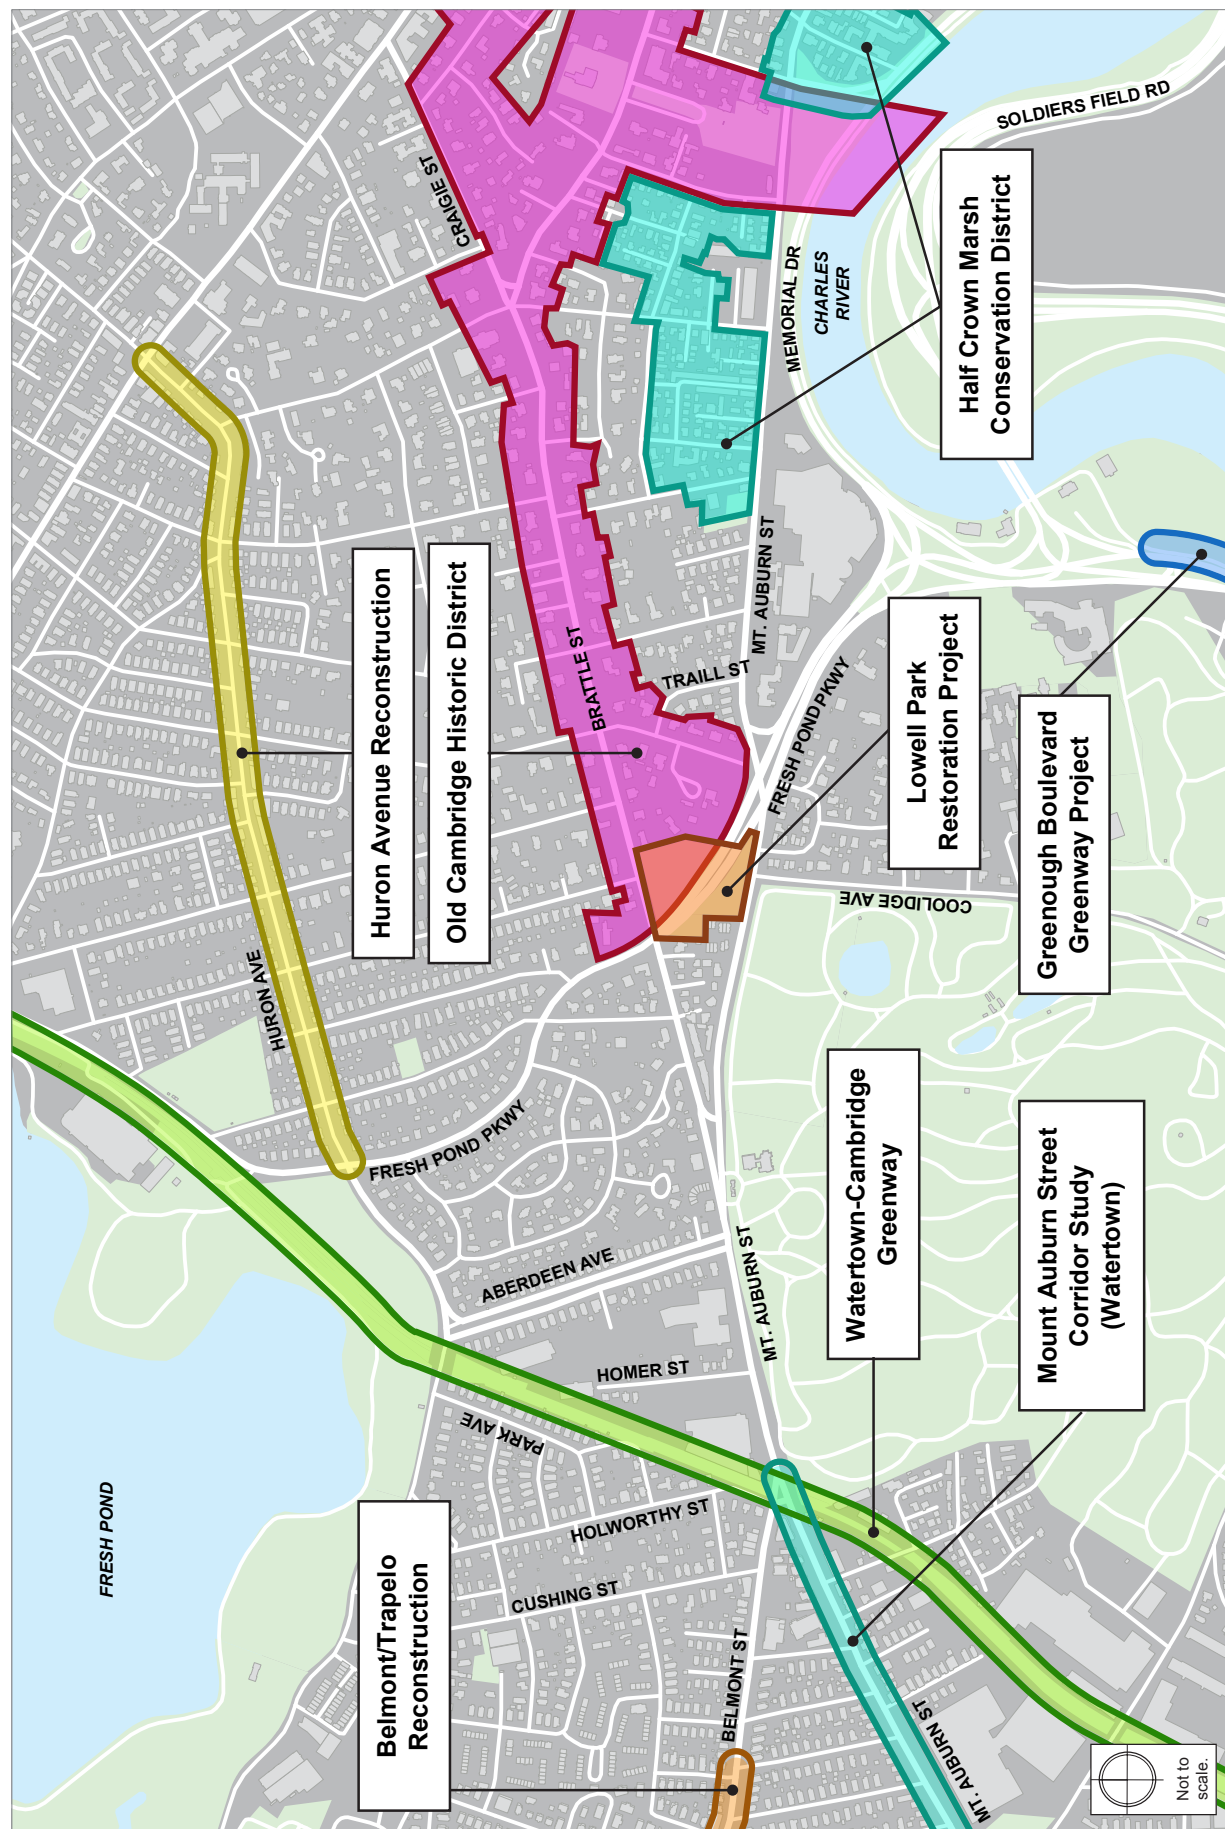 FRESH POND
Belmont/Trapelo
Reconstruction
HURON AVE
Huron Avenue Reconstruction
CRAIGIE ST
Old Cambridge Historic District
FRESH POND PKWY
ABERDEEN AVE
PARK AVE
HOLWORTHY ST
CUSHING ST
HOMER ST
BRATTLE ST
TRAILL ST
BELMONT ST
MT. AUBURN ST
MT. AUBURN ST
MEMORIAL DR
CHARLES
RIVER
FRESH POND PKWY
COOLIDGE AVE
Watertown-Cambridge
Greenway
Lowell Park
Restoration Project
Half Crown Marsh
Conservation District
SOLDIERS FIELD RD
MT. AUBURN ST
Mount Auburn Street
Corridor Study
(Watertown)
Greenough Boulevard
Greenway Project
Not to
scale.